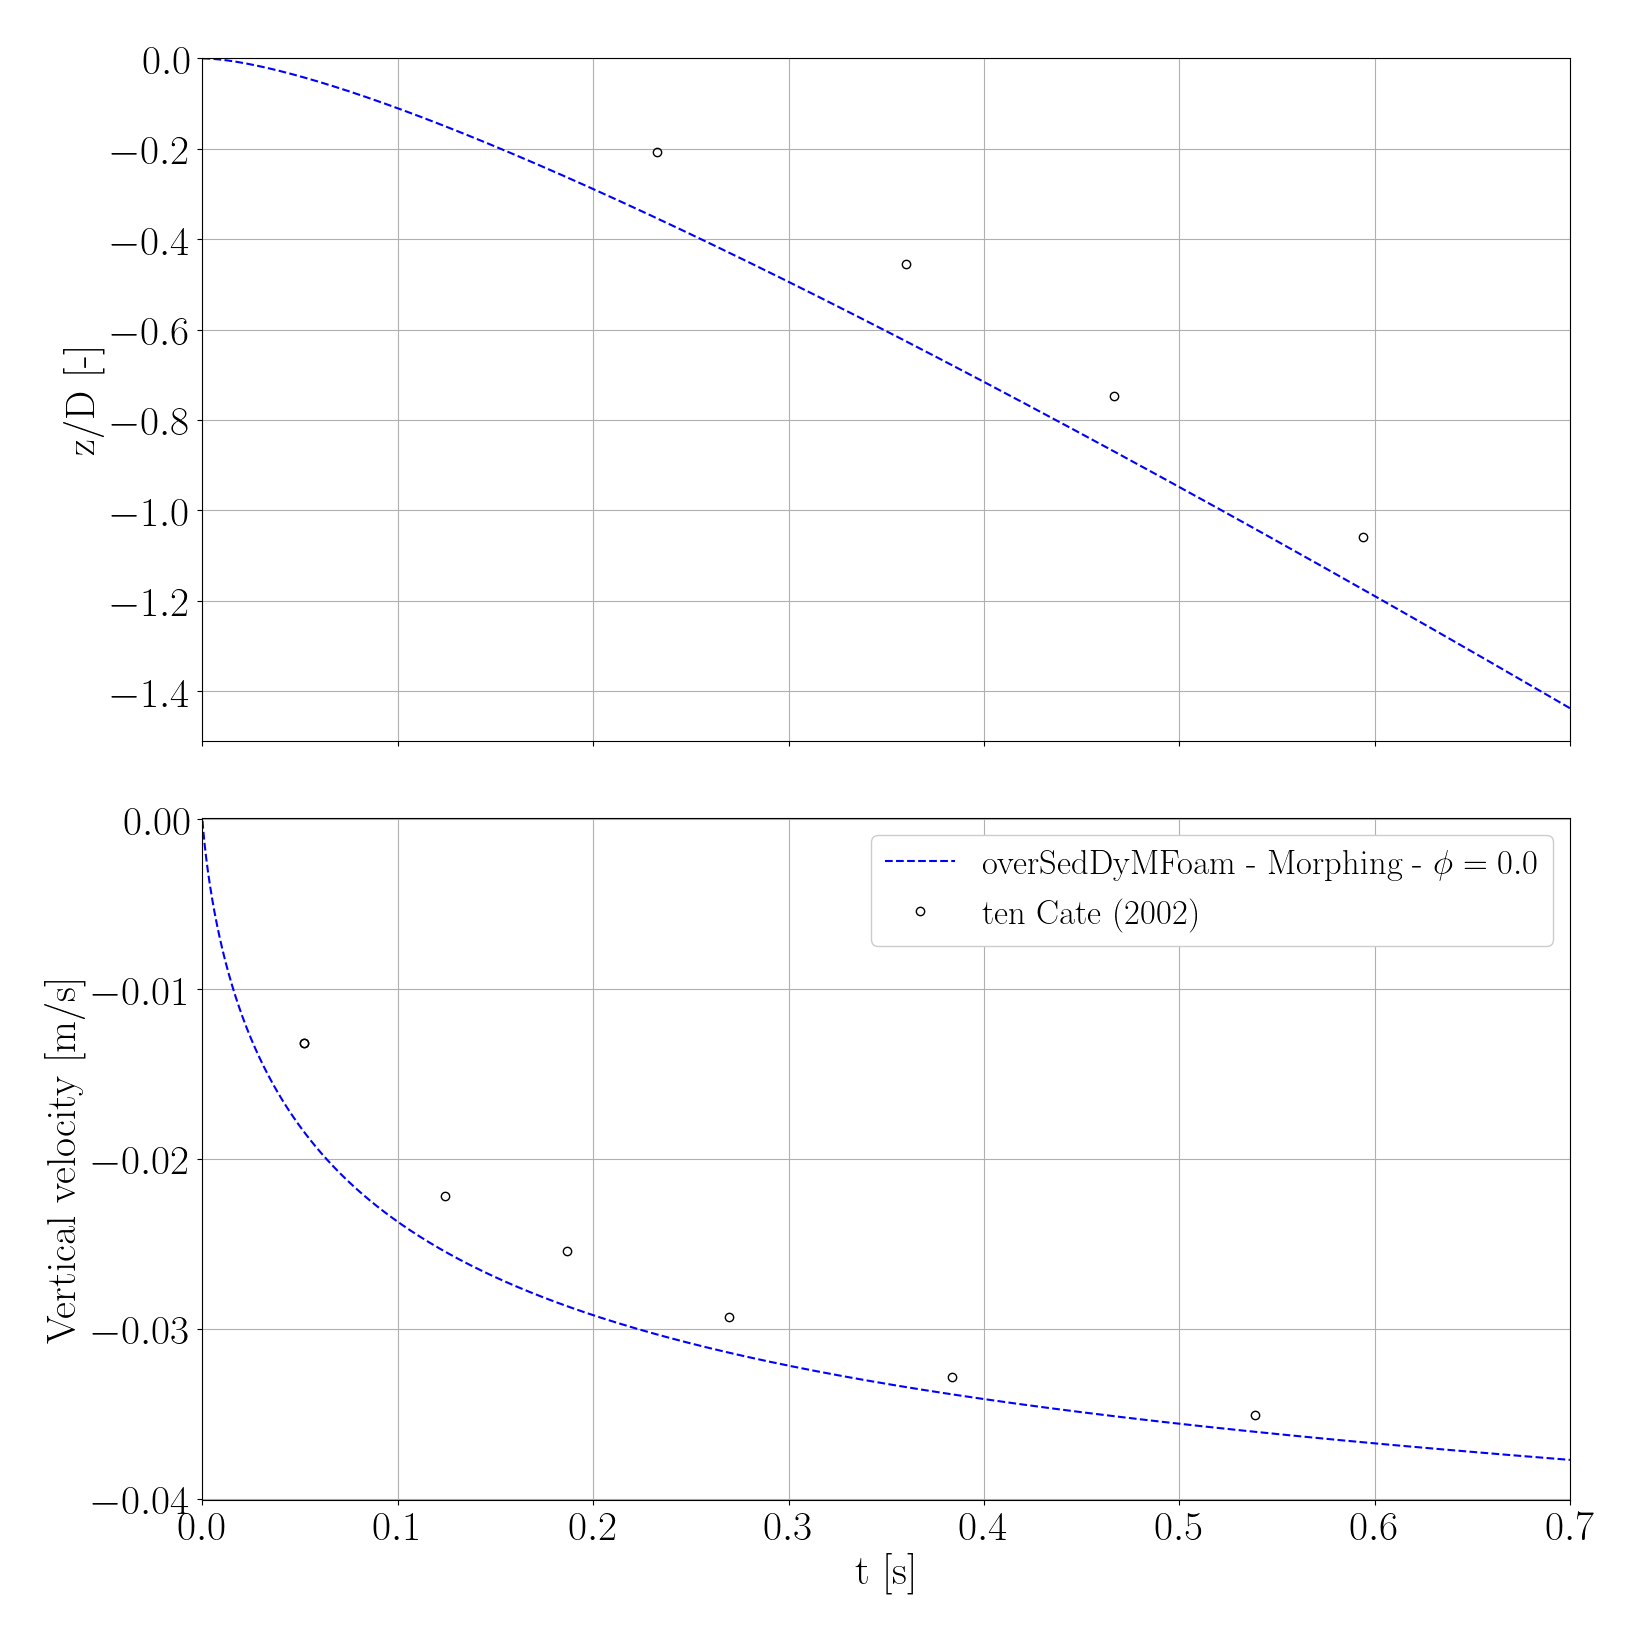 0.0
−0.2
−0.4
−0.6
−0.8
−1.0
−1.2
−1.4
z/D [-]
0.00
−0.01
−0.02
−0.03
−0.04
Vertical velocity [m/s]
overSedDyMFoam - Morphing - ϕ = 0.0
ten Cate (2002)
0.0 0.1 0.2 0.3 0.4 0.5 0.6 0.7
t [s]